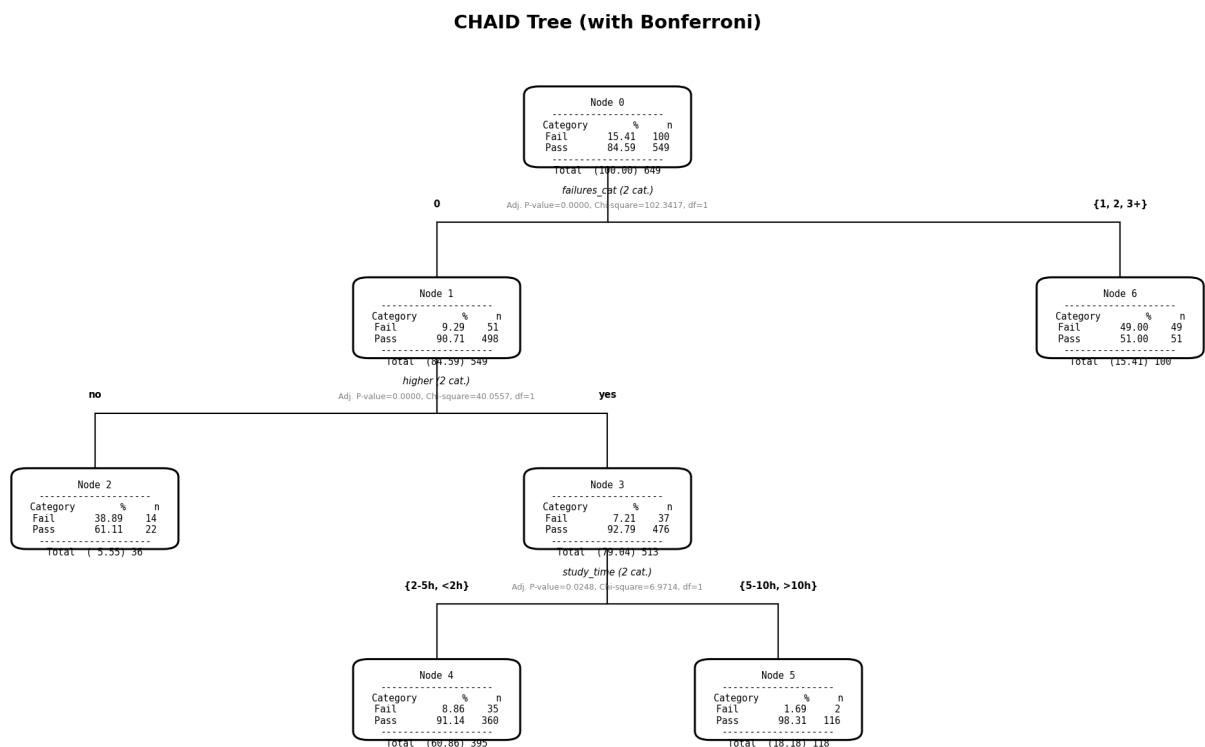 CHAID Tree (with Bonferroni)
Node 0
--------------------
Category % n
Fail 15.41 100
Pass 84.59 549
--------------------
Total (100.00) 649
failures_cat (2 cat.)
0
Adj. P-value=0.0000, Chi-square=102.3417, df=1
{1, 2, 3+}
Node 1
--------------------
Category % n
Fail 9.29 51
Pass 90.71 498
--------------------
Total (84.59) 549
Node 6
--------------------
Category % n
Fail 49.00 49
Pass 51.00 51
--------------------
Total (15.41) 100
higher (2 cat.)
no
Adj. P-value=0.0000, Chi-square=40.0557, df=1
yes
Node 2
--------------------
Category % n
Fail 38.89 14
Pass 61.11 22
--------------------
Total ( 5.55) 36
Node 3
--------------------
Category % n
Fail 7.21 37
Pass 92.79 476
--------------------
Total (79.04) 513
study_time (2 cat.)
{2-5h, <2h}
Adj. P-value=0.0248, Chi-square=6.9714, df=1
{5-10h, >10h}
Node 4
--------------------
Category % n
Fail 8.86 35
Pass 91.14 360
--------------------
Total (60.86) 395
Node 5
--------------------
Category % n
Fail 1.69 2
Pass 98.31 116
--------------------
Total (18.18) 118